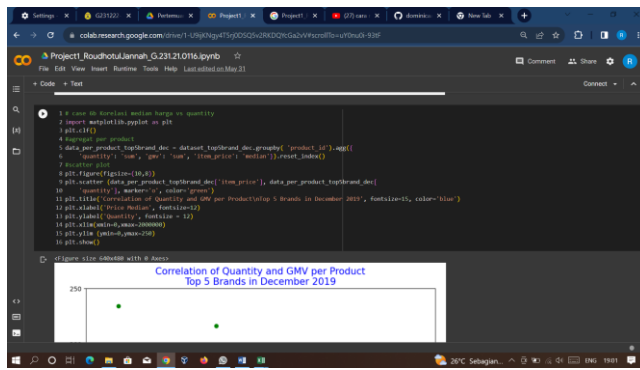 Settings
G231222
Pertemu
Project1_
Project1_
(27) cara
dominic
New Tab
colab.research.google.com/drive/1-U9ijKNgy4T5rj0DSQ5v2RKDQYcGa2vV#scrollTo=uY0nu0i-93tF
Project1_RoudhotulJannah_G.231.21.0116.ipynb
File Edit View Insert Runtime Tools Help Last edited on May 31
Comment Share R
+ Code + Text
Connect
1 # case 6b Korelasi median harga vs quantity
2 import matplotlib.pyplot as plt
3 plt.clf()
4 #agregat per product
5 data_per_product_top5brand_dec = dataset_top5brand_dec.groupby( 'product_id').agg({
6 'quantity': 'sum', 'gmv': 'sum', 'item_price': 'median'}).reset_index()
7 #scatter plot
8 plt.figure(figsize=(10,8))
9 plt.scatter (data_per_product_top5brand_dec['item_price'], data_per_product_top5brand_dec[
10 'quantity'], marker='o', color='green')
11 plt.title('Correlation of Quantity and GMV per Product\nTop 5 Brands in December 2019', fontsize=15, color='blue')
12 plt.xlabel('Price Median', fontsize=12)
13 plt.ylabel('Quantity', fontsize = 12)
14 plt.xlim(xmin=0,xmax=2000000)
15 plt.ylim (ymin=0,ymax=250)
16 plt.show()
<Figure size 640x480 with 0 Axes>
Correlation of Quantity and GMV per Product
Top 5 Brands in December 2019
250
26°C Sebagian... ENG 19.01